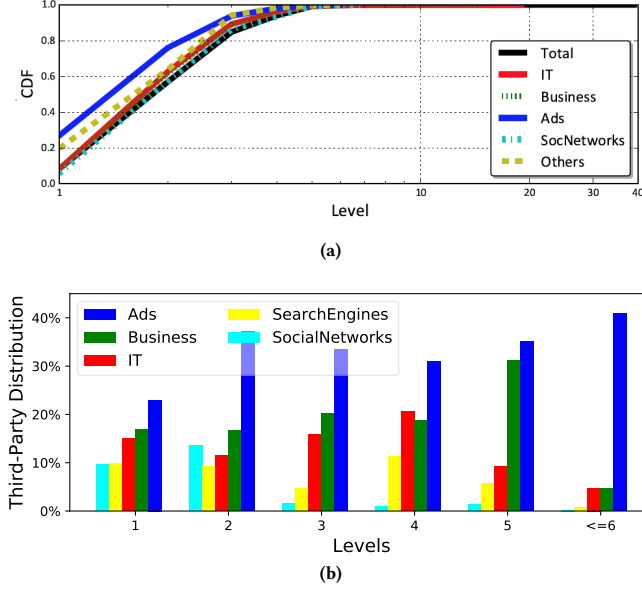 1.0
0.8
0.6
0.4
0.2
0.0
CDF
1
10
20
30
40
Level
Total
IT
Business
Ads
SocNetworks
Others
(a)
Third-Party Distribution
40%
30%
20%
10%
0%
Ads
Business
IT
SearchEngines
SocialNetworks
1
2
3
4
5
<=6
Levels
(b)